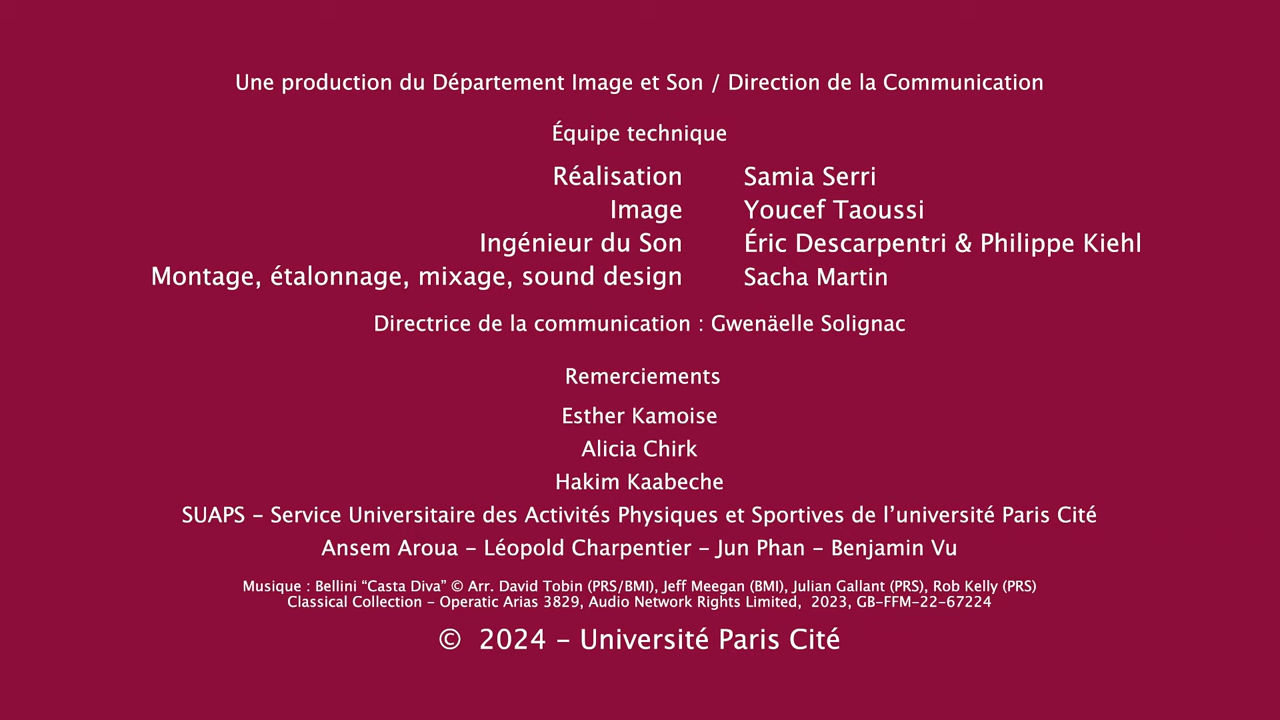 Une production du Département Image et Son / Direction de la Communication
Équipe technique
Réalisation Samia Serri
Image Youcef Taoussi
Ingénieur du Son Éric Descarpentri & Philippe Kiehl
Montage, étalonnage, mixage, sound design Sacha Martin
Directrice de la communication : Gwenäelle Solignac
Remerciements
Esther Kamoise
Alicia Chirk
Hakim Kaabeche
SUAPS – Service Universitaire des Activités Physiques et Sportives de l’université Paris Cité
Ansem Aroua – Léopold Charpentier – Jun Phan – Benjamin Vu
Musique : Bellini “Casta Diva” © Arr. David Tobin (PRS/BMI), Jeff Meegan (BMI), Julian Gallant (PRS), Rob Kelly (PRS)
Classical Collection – Operatic Arias 3829, Audio Network Rights Limited, 2023, GB–FFM–22–67224
© 2024 – Université Paris Cité